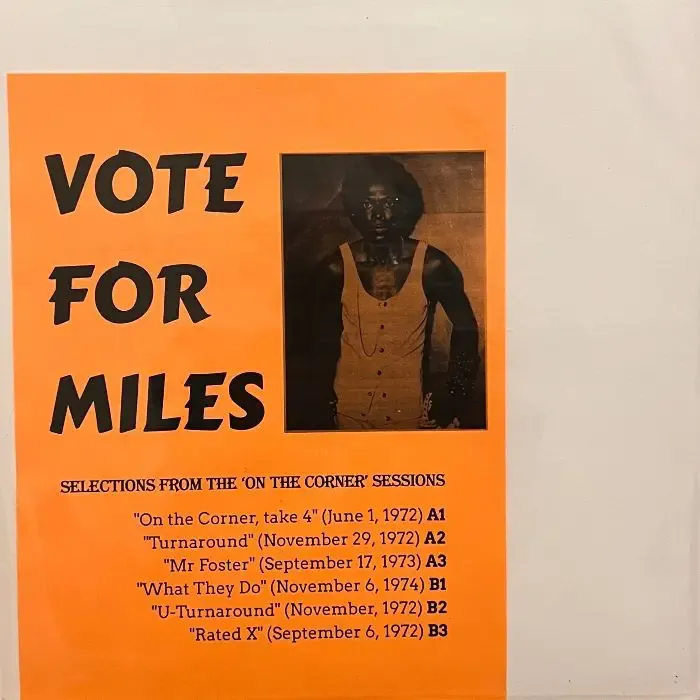 VOTE
FOR
MILES
SELECTIONS FROM THE 'ON THE CORNER' SESSIONS
"On the Corner, take 4" (June 1, 1972) A1
"Turnaround" (November 29, 1972) A2
"Mr Foster" (September 17, 1973) A3
"What They Do" (November 6, 1974) B1
"U-Turnaround" (November, 1972) B2
"Rated X" (September 6, 1972) B3